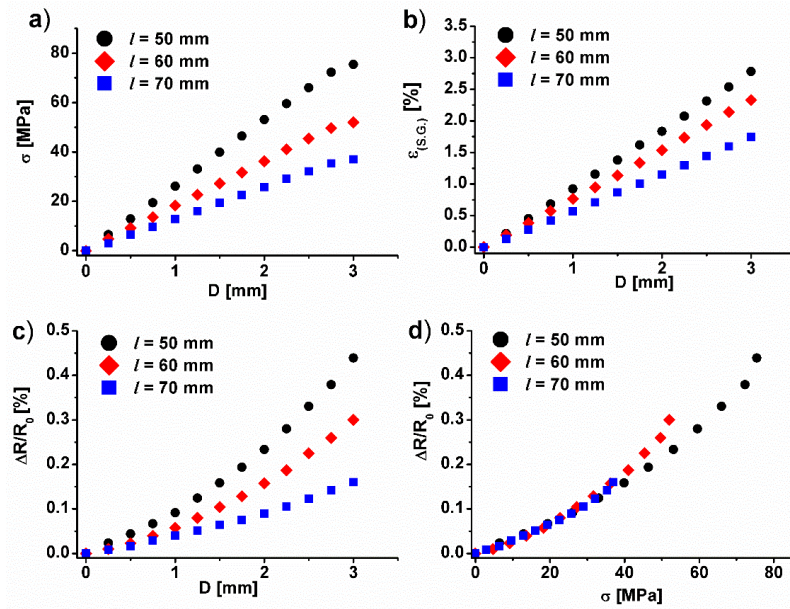 a)
l = 50 mm
l = 60 mm
l = 70 mm
σ [MPa]
80
60
40
20
0
0 1 2 3
D [mm]
b)
l = 50 mm
l = 60 mm
l = 70 mm
ε(S.G.) [%]
3.5
3.0
2.5
2.0
1.5
1.0
0.5
0.0
0 1 2 3
D [mm]
c)
l = 50 mm
l = 60 mm
l = 70 mm
ΔR/R0 [%]
0.5
0.4
0.3
0.2
0.1
0.0
0 1 2 3
D [mm]
d)
l = 50 mm
l = 60 mm
l = 70 mm
ΔR/R0 [%]
0.5
0.4
0.3
0.2
0.1
0.0
0 20 40 60 80
σ [MPa]